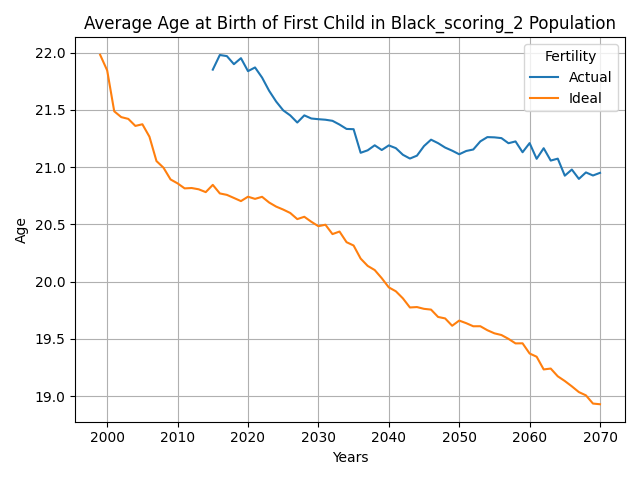 Average Age at Birth of First Child in Black_scoring_2 Population
Fertility
Actual
Ideal
Age
22.0
21.5
21.0
20.5
20.0
19.5
19.0
2000 2010 2020 2030 2040 2050 2060 2070
Years